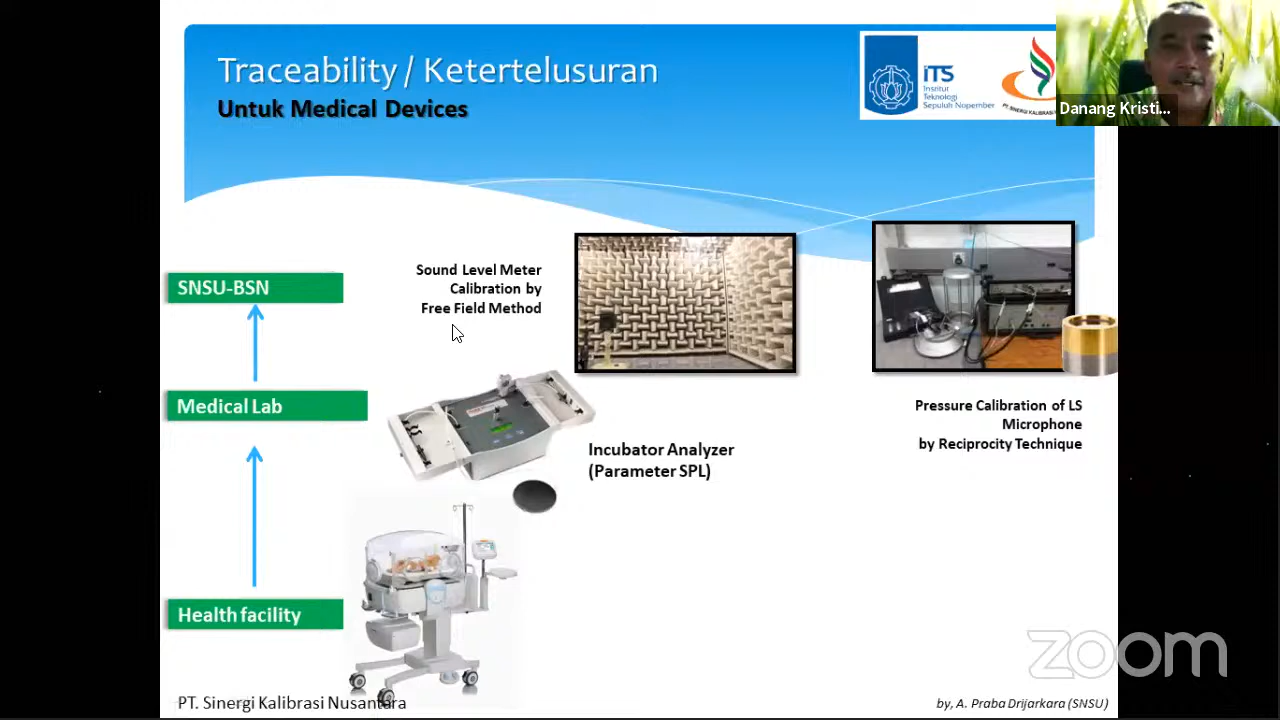 Traceability / Ketertelusuran
Untuk Medical Devices
iTS
Institut
Teknologi
Sepuluh Nopember
Danang Kristi...
SNSU-BSN
Sound Level Meter
Calibration by
Free Field Method
Medical Lab
Incubator Analyzer
(Parameter SPL)
Pressure Calibration of LS
Microphone
by Reciprocity Technique
Health facility
PT. Sinergi Kalibrasi Nusantara
by, A. Praba Drijarkara (SNSU)
zoom